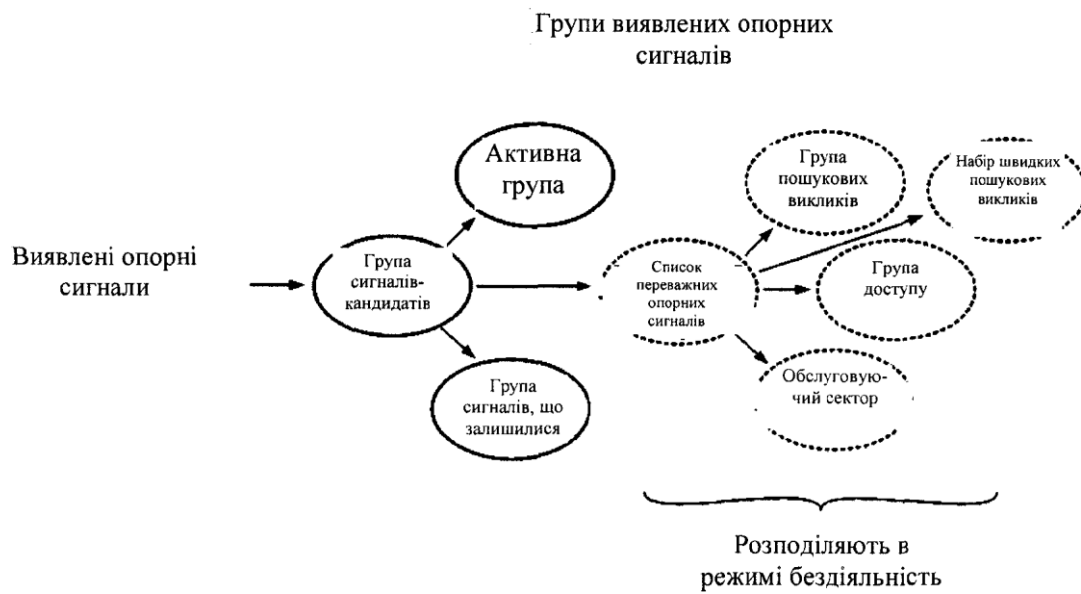 Групи виявлених опорних
сигналів
Активна
група
Група
пошукових
викликів
Набір швидких
пошукових
викликів
Виявлені опорні
сигнали
Група
сигналів-
кандидатів
Список
переважних
опорних
сигналів
Група
доступу
Група
сигналів, що
залишилися
Обслуговую-
чий сектор
Розподіляють в
режимі бездіяльність